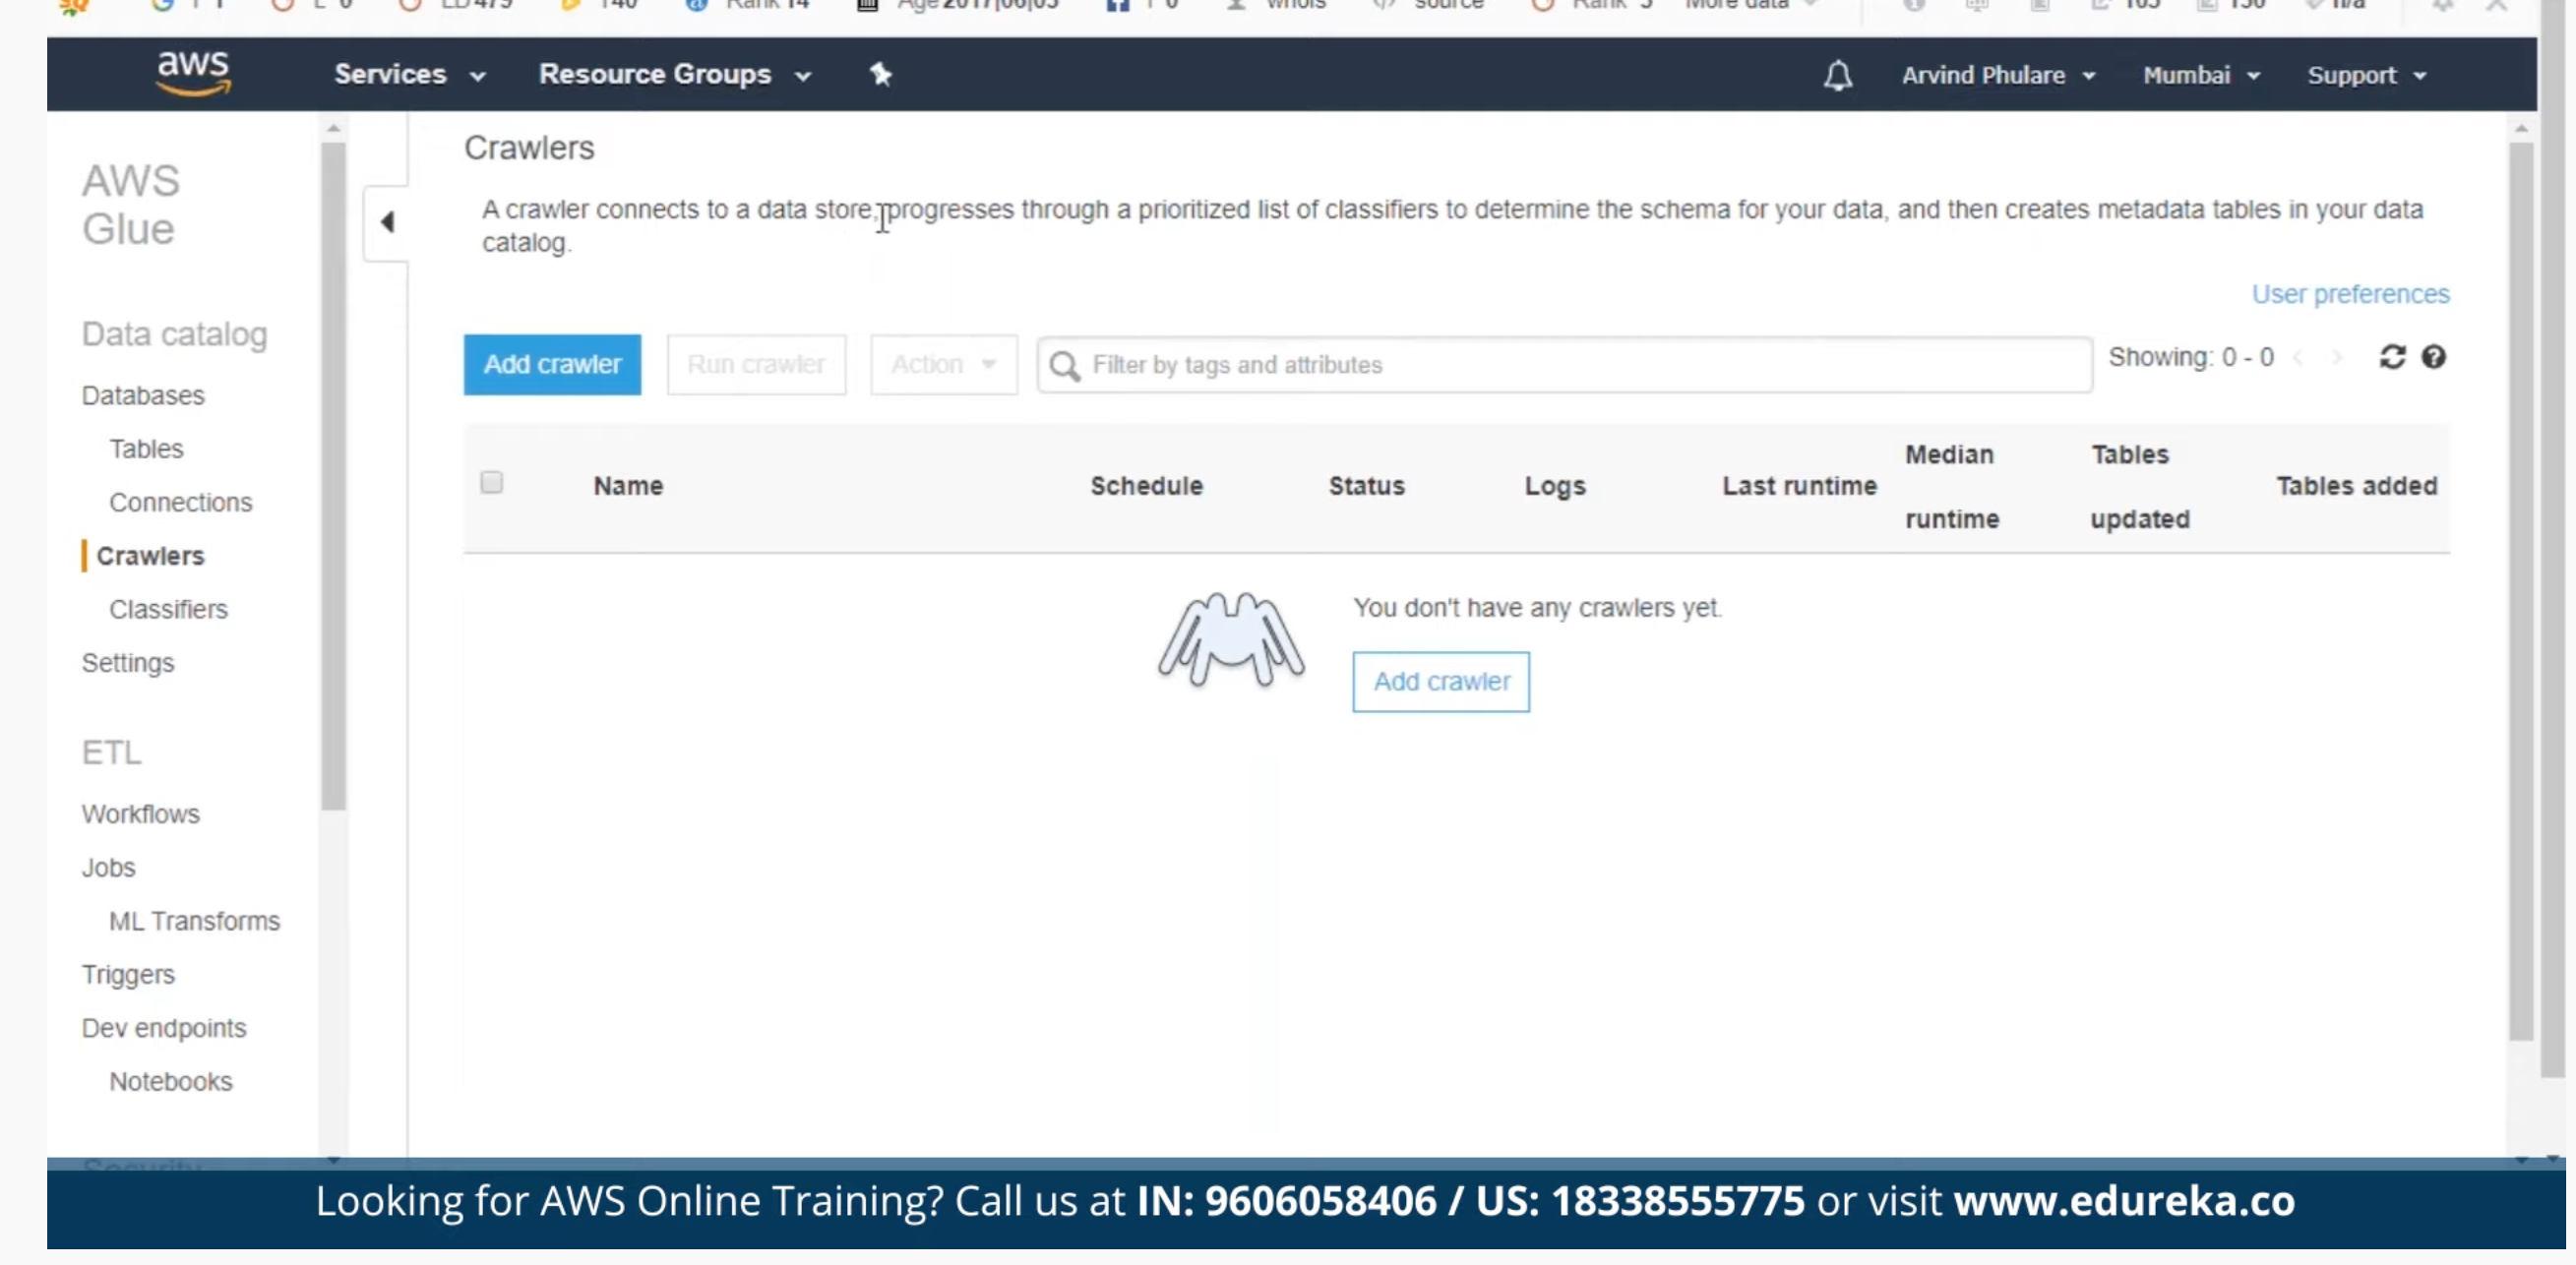 More data
aws
Services
Resource Groups
Arvind Phulare
Mumbai
Support
AWS
Glue
Data catalog
Databases
Tables
Connections
Crawlers
Classifiers
Settings
ETL
Workflows
Jobs
ML Transforms
Triggers
Dev endpoints
Notebooks
Crawlers
A crawler connects to a data store, progresses through a prioritized list of classifiers to determine the schema for your data, and then creates metadata tables in your data
catalog.
User preferences
Add crawler
Run crawler
Action
Filter by tags and attributes
Showing: 0 - 0
Name
Schedule
Status
Logs
Last runtime
Median
runtime
Tables
updated
Tables added
You don't have any crawlers yet.
Add crawler
Looking for AWS Online Training? Call us at IN: 9606058406 / US: 18338555775 or visit www.edureka.co